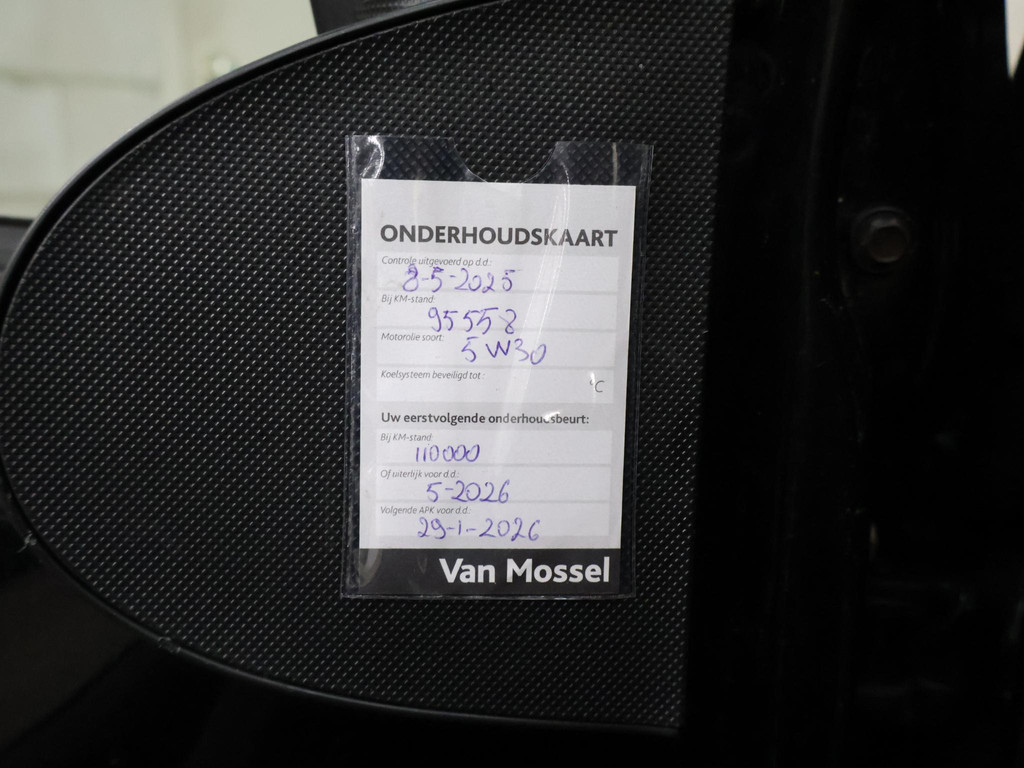 ONDERHOUDSKAART
Controle uitgevoerd op d.d.:
8-5-2025
Bij KM-stand:
95558
Motorolie soort:
5W30
Koelsysteem beveiligd tot:
°C
Uw eerstvolgende onderhoudsbeurt:
Bij KM-stand:
110000
Of uiterlijk voor d.d.:
5-2026
Volgende APK voor d.d.:
29-1-2026
Van Mossel